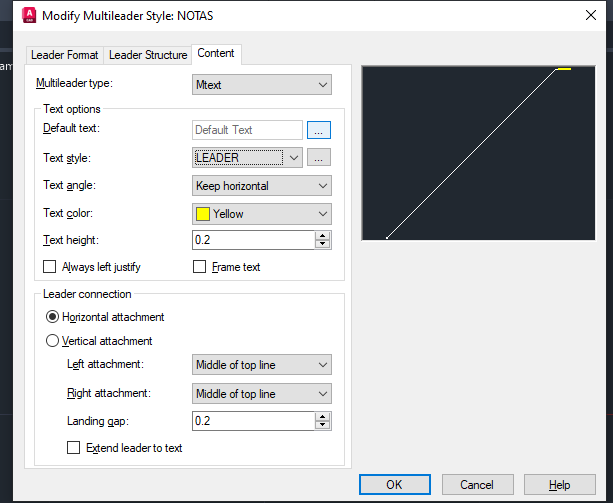 A
CAD
Modify Multileader Style: NOTAS
Leader Format Leader Structure Content
am
Multileader type: Mtext
Text options
Default text: Default Text ...
Text style: LEADER ...
Text angle: Keep horizontal
Text color: Yellow
Text height: 0.2
Always left justify Frame text
Leader connection
Horizontal attachment
Vertical attachment
Left attachment: Middle of top line
Right attachment: Middle of top line
Landing gap: 0.2
Extend leader to text
OK Cancel Help